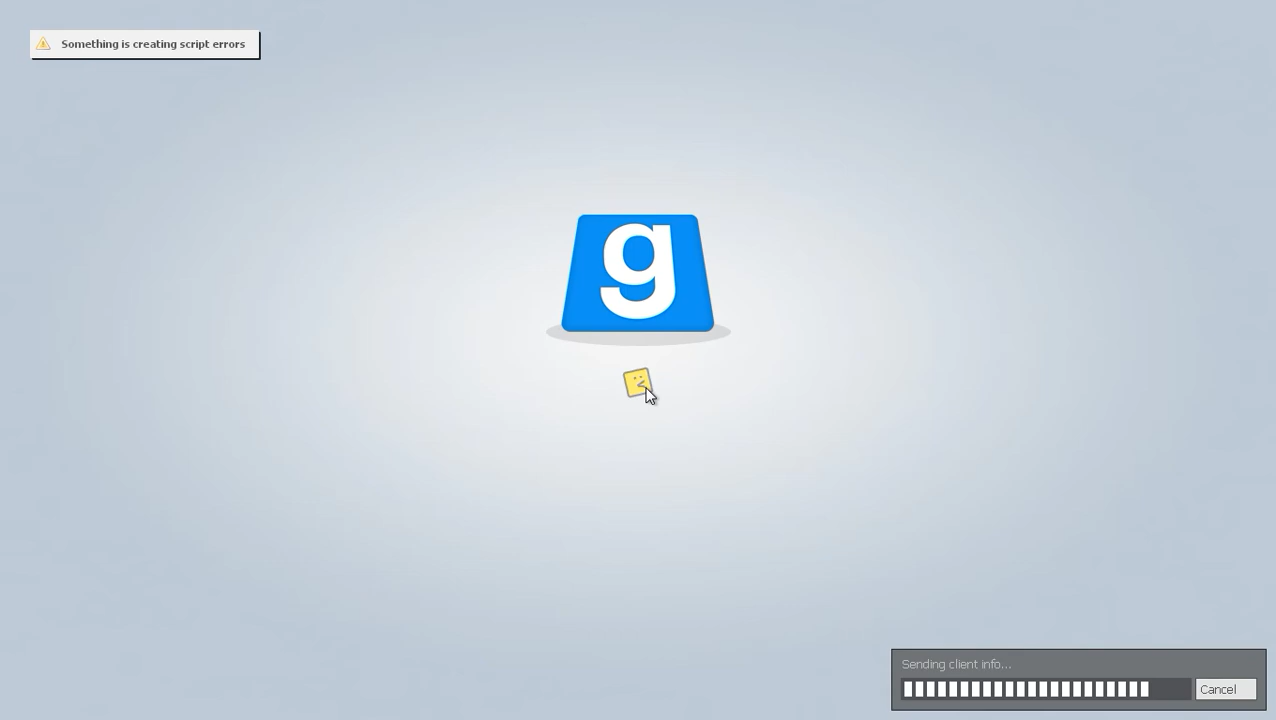 Something is creating script errors
g
Sending client info...
Cancel